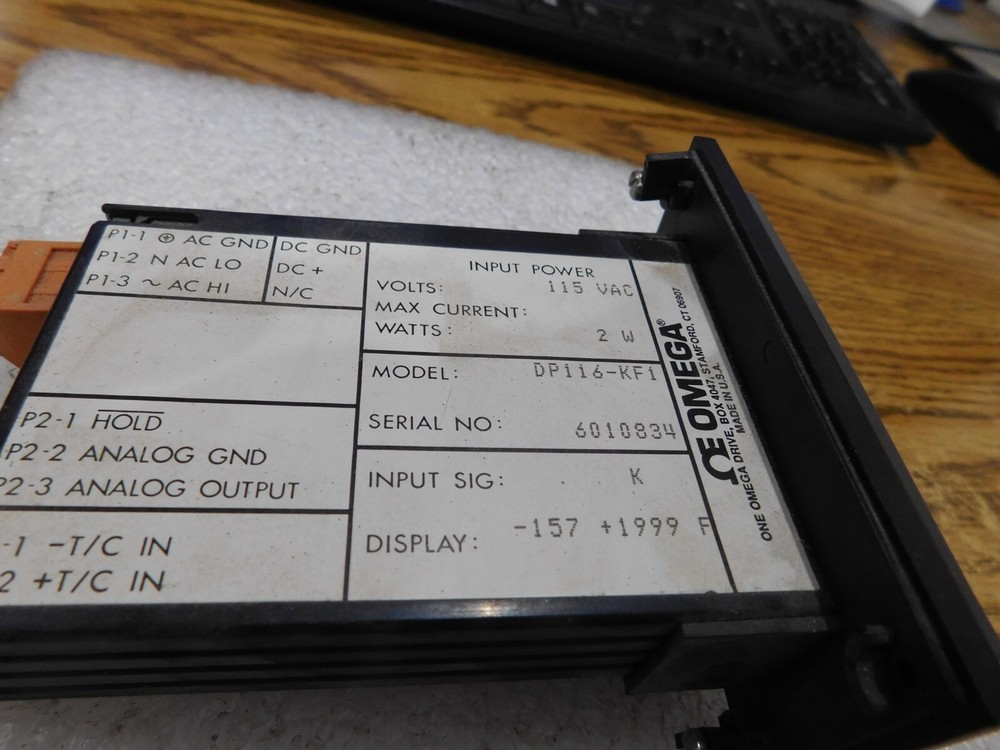 P1-1 ⏚ AC GND DC GND
P1-2 N AC LO DC +
P1-3 ~ AC HI N/C
INPUT POWER
VOLTS: 115 VAC
MAX CURRENT:
WATTS: 2 W
MODEL: DP116-KF1
SERIAL NO: 6010834
INPUT SIG: K
DISPLAY: -157 +1999 F
P2-1 HOLD
P2-2 ANALOG GND
P2-3 ANALOG OUTPUT
-1 -T/C IN
2 +T/C IN
ΩE OMEGA®
ONE OMEGA DRIVE, BOX 4047, STAMFORD, CT 06907
MADE IN U.S.A.